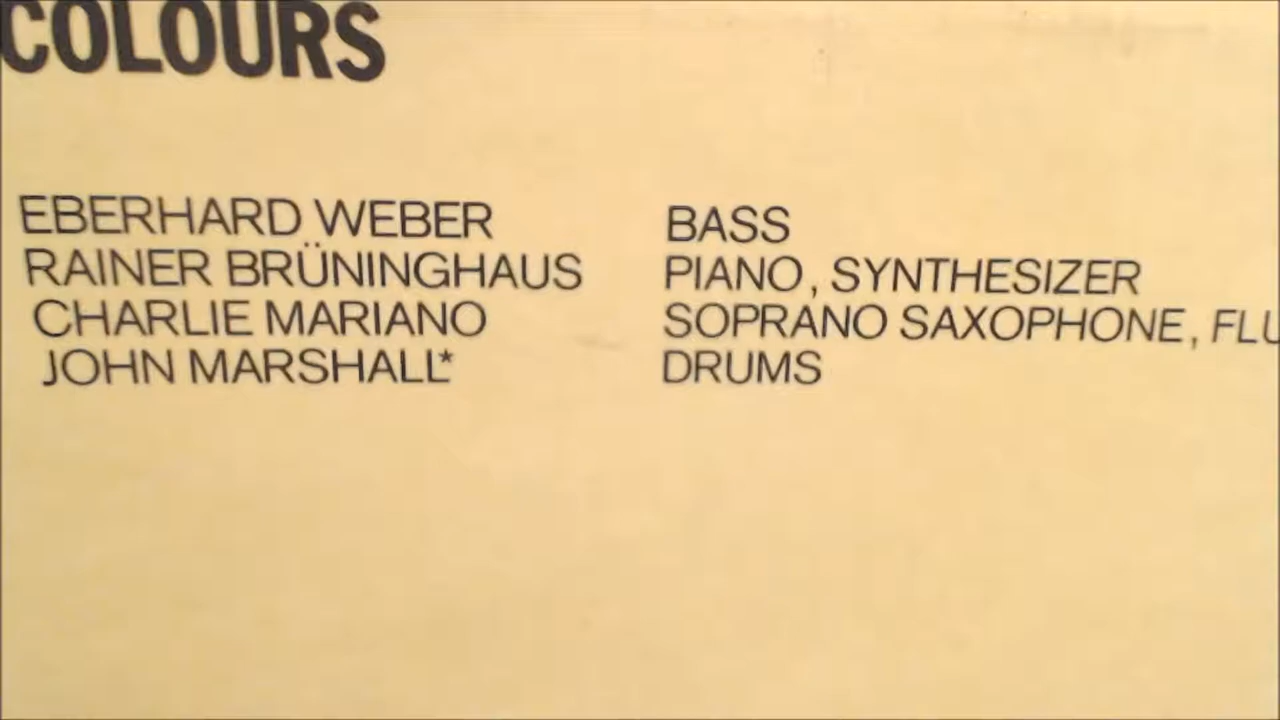 COLOURS
EBERHARD WEBER BASS
RAINER BRÜNINGHAUS PIANO, SYNTHESIZER
CHARLIE MARIANO SOPRANO SAXOPHONE, FLU
JOHN MARSHALL* DRUMS